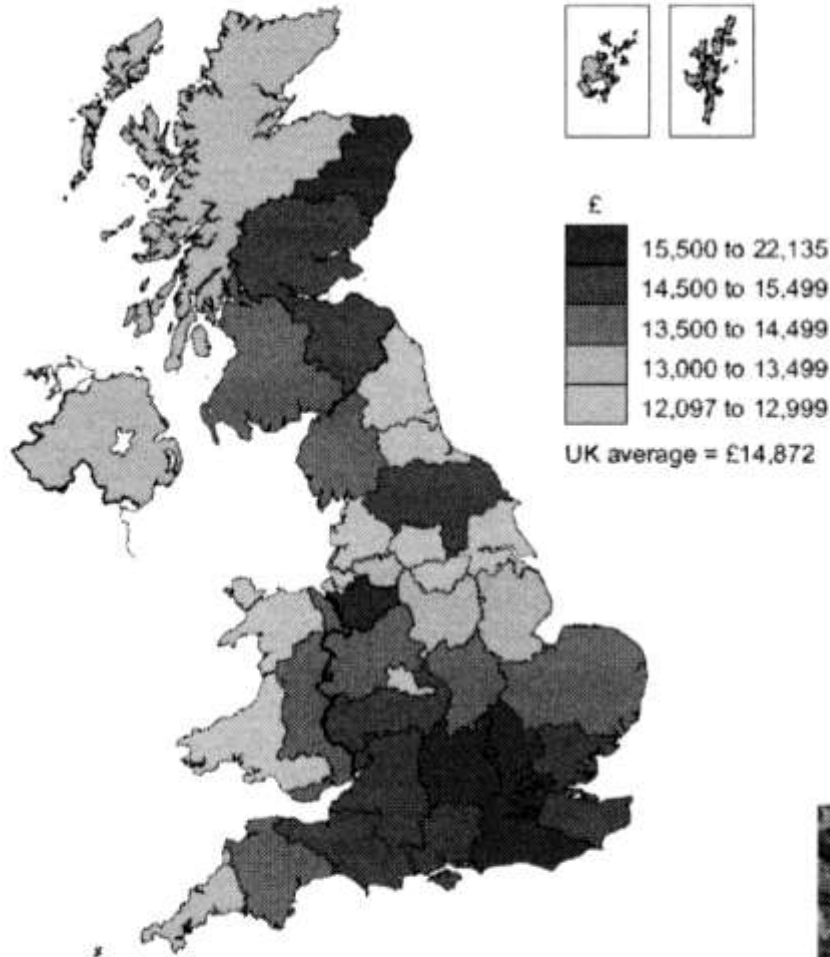 £
15,500 to 22,135
14,500 to 15,499
13,500 to 14,499
13,000 to 13,499
12,097 to 12,999
UK average = £14,872